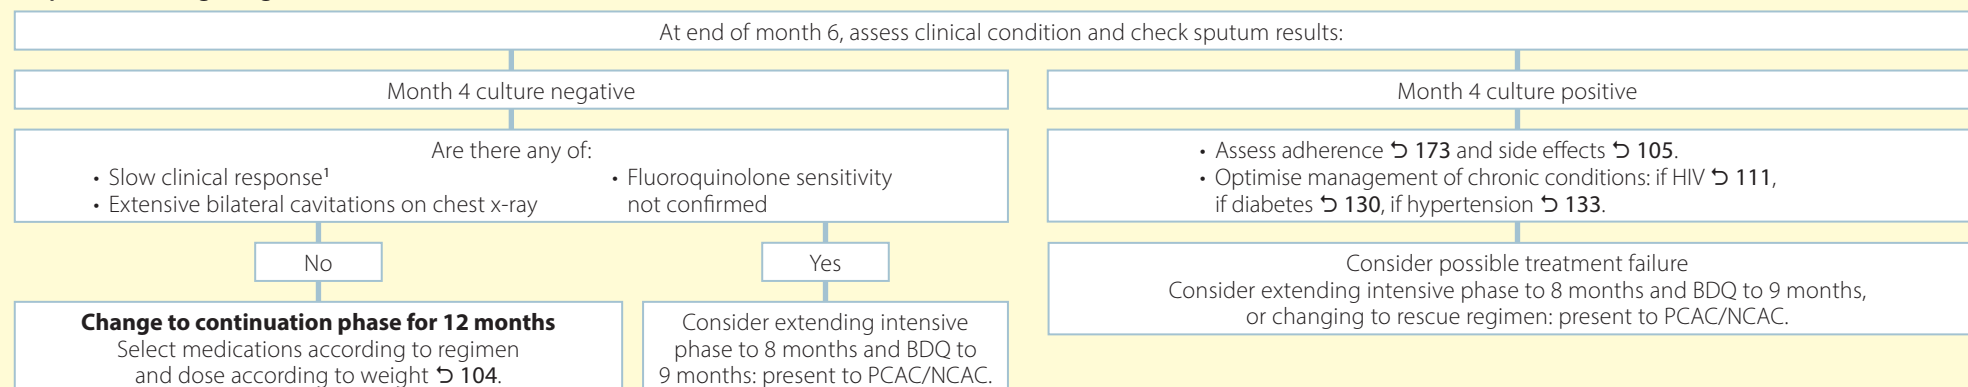 At end of month 6, assess clinical condition and check sputum results:
Month 4 culture negative
Are there any of:
• Slow clinical response¹
• Extensive bilateral cavitations on chest x-ray
• Fluoroquinolone sensitivity
not confirmed
No
Change to continuation phase for 12 months
Select medications according to regimen
and dose according to weight ⮌ 104.
Yes
Consider extending intensive
phase to 8 months and BDQ to
9 months: present to PCAC/NCAC.
Month 4 culture positive
• Assess adherence ⮌ 173 and side effects ⮌ 105.
• Optimise management of chronic conditions: if HIV ⮌ 111,
if diabetes ⮌ 130, if hypertension ⮌ 133.
Consider possible treatment failure
Consider extending intensive phase to 8 months and BDQ to 9 months,
or changing to rescue regimen: present to PCAC/NCAC.